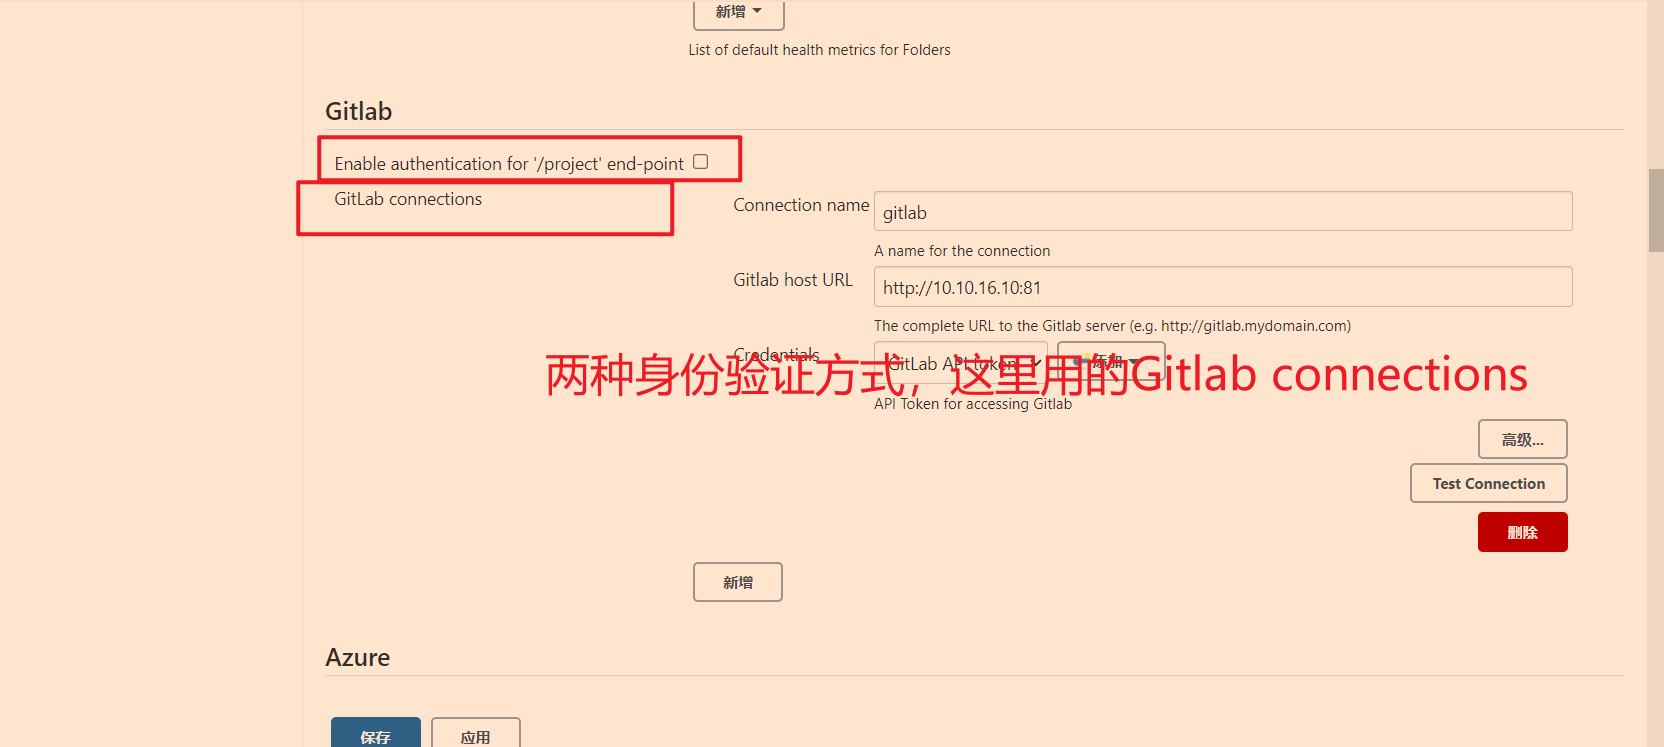 新增
List of default health metrics for Folders
Gitlab
Enable authentication for '/project' end-point
GitLab connections
Connection name
gitlab
A name for the connection
Gitlab host URL
http://10.10.16.10:81
The complete URL to the Gitlab server (e.g. http://gitlab.mydomain.com)
Credentials
GitLab API token
添加
两种身份验证方式，这里用的Gitlab connections
API Token for accessing Gitlab
高级...
Test Connection
删除
新增
Azure
保存
应用